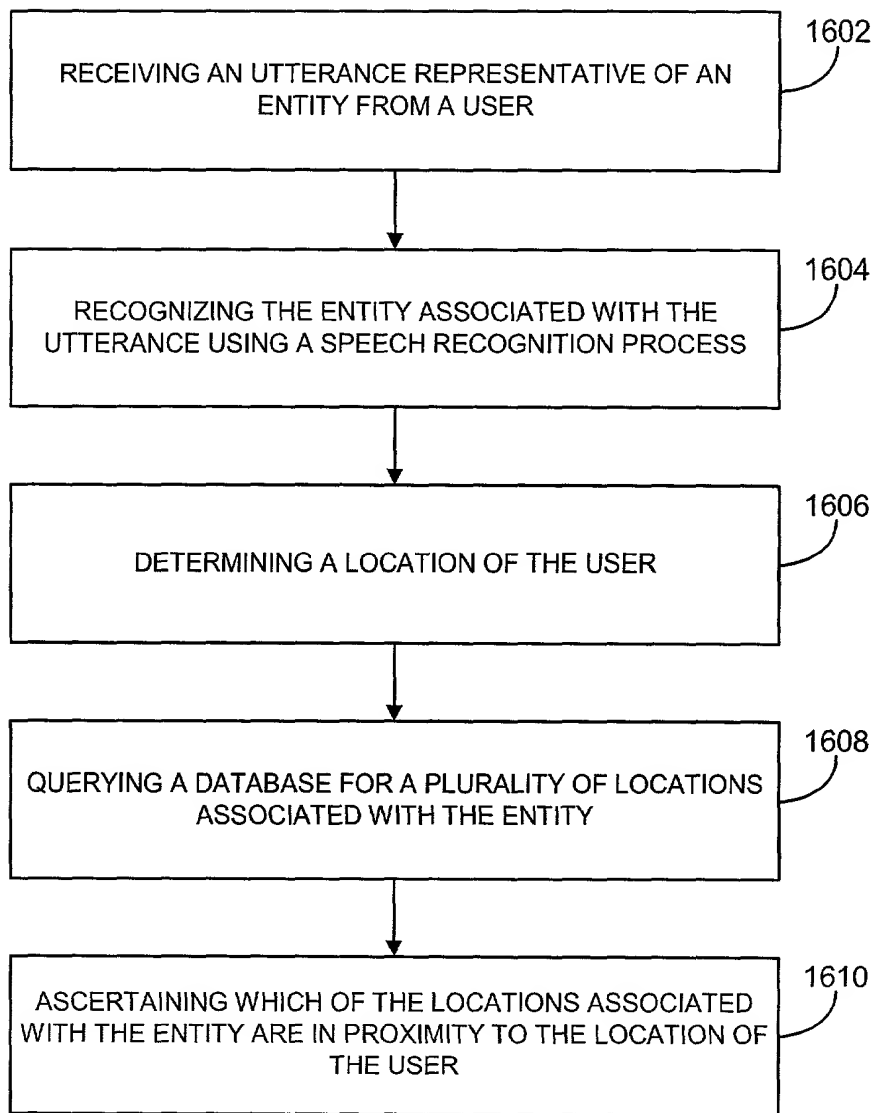 1602
RECEIVING AN UTTERANCE REPRESENTATIVE OF AN
ENTITY FROM A USER
1604
RECOGNIZING THE ENTITY ASSOCIATED WITH THE
UTTERANCE USING A SPEECH RECOGNITION PROCESS
1606
DETERMINING A LOCATION OF THE USER
1608
QUERYING A DATABASE FOR A PLURALITY OF LOCATIONS
ASSOCIATED WITH THE ENTITY
1610
ASCERTAINING WHICH OF THE LOCATIONS ASSOCIATED
WITH THE ENTITY ARE IN PROXIMITY TO THE LOCATION OF
THE USER